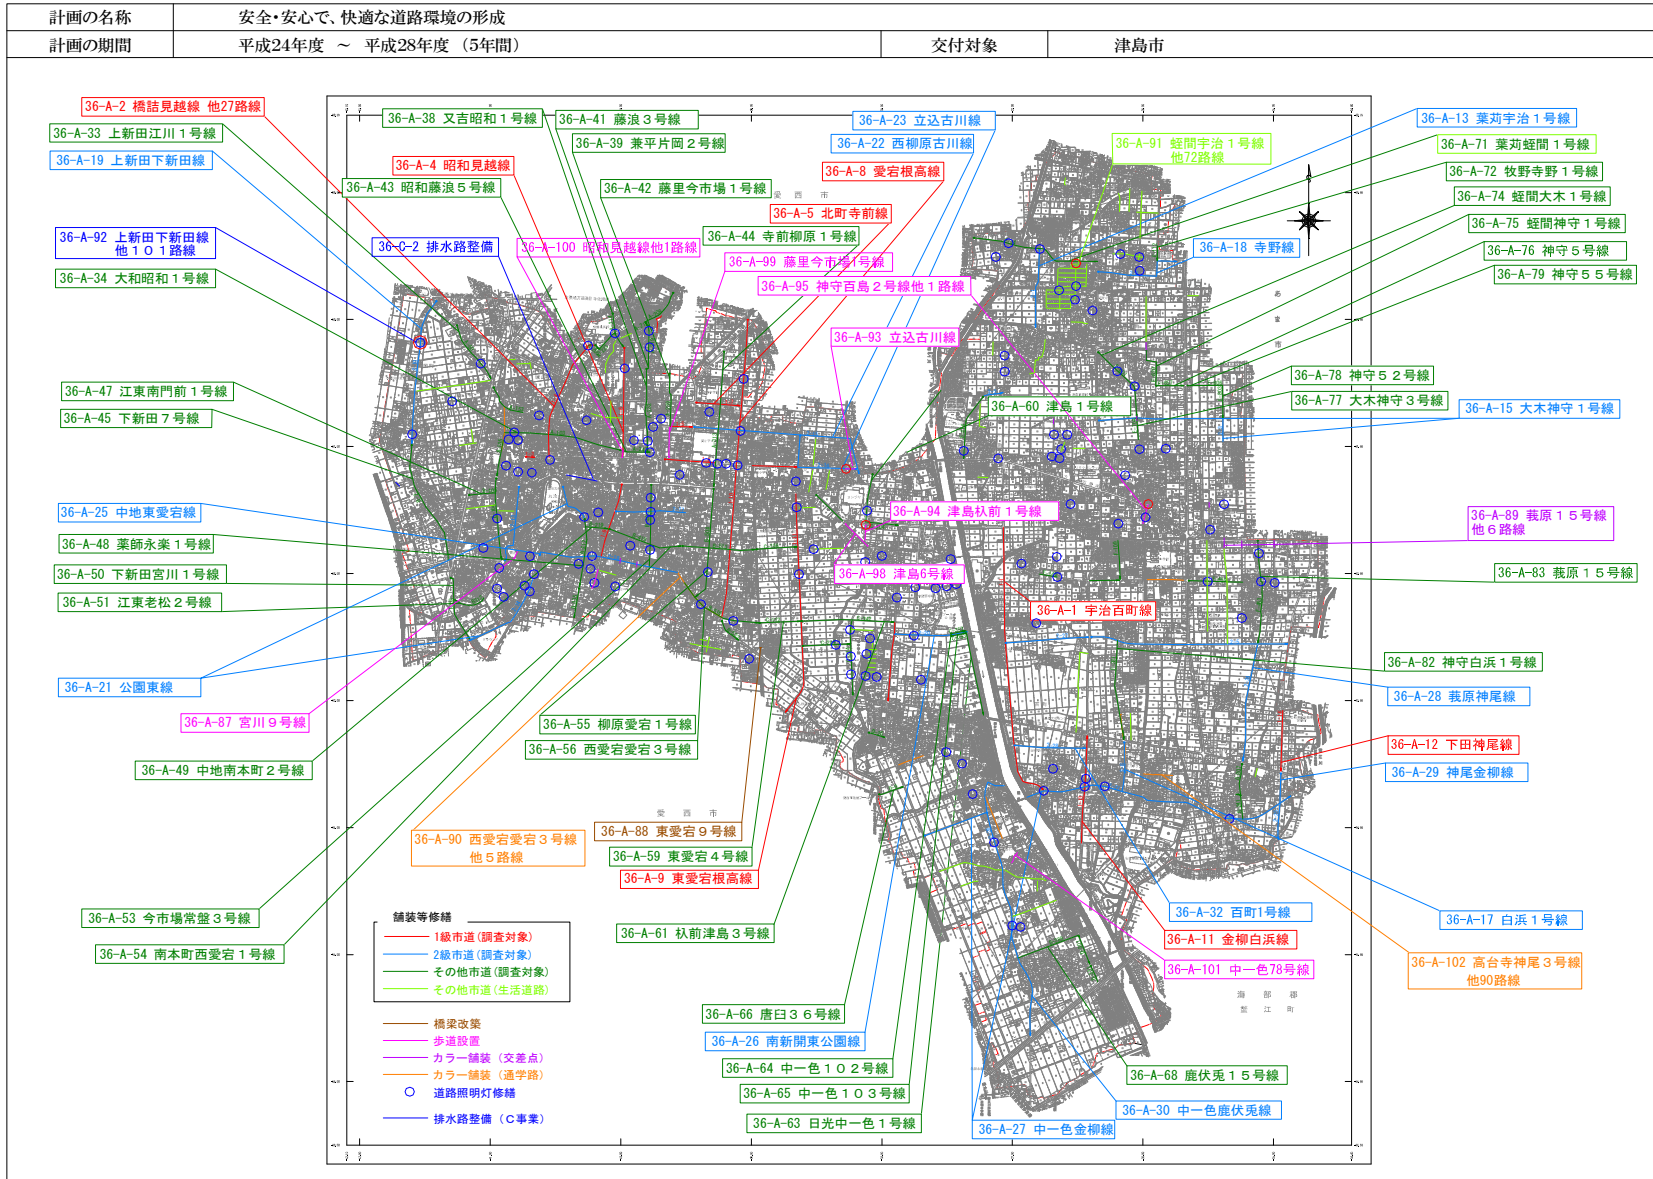 計画の名称 安全・安心で、快適な道路環境の形成
計画の期間 平成24年度 ～ 平成28年度 (5年間) 交付対象 津島市
36-A-2 橋詰見越線 他27路線
36-A-33 上新田江川1号線
36-A-19 上新田下新田線
36-A-92 上新田下新田線
他101路線
36-A-34 大和昭和1号線
36-A-47 江東南門前1号線
36-A-45 下新田7号線
36-A-25 中地東愛宕線
36-A-48 薬師永楽1号線
36-A-50 下新田宮川1号線
36-A-51 江東老松2号線
36-A-21 公園東線
36-A-87 宮川9号線
36-A-49 中地南本町2号線
36-A-53 今市場常盤3号線
36-A-54 南本町西愛宕1号線
36-A-38 又吉昭和1号線
36-A-41 藤浪3号線
36-A-39 兼平片岡2号線
36-A-4 昭和見越線
36-A-43 昭和藤浪5号線
36-A-42 藤里今市場1号線
36-C-2 排水路整備
36-A-100 昭和見越線他1路線
36-A-23 立込古川線
36-A-22 西柳原古川線
36-A-8 愛宕根高線
愛西市
36-A-5 北町寺前線
36-A-44 寺前柳原1号線
36-A-99 藤里今市場1号線
36-A-95 神守百島2号線他1路線
36-A-93 立込古川線
36-A-91 蛭間宇治1号線
他72路線
36-A-13 葉苅宇治1号線
36-A-71 葉苅蛭間1号線
36-A-72 牧野寺野1号線
36-A-74 蛭間大木1号線
36-A-75 蛭間神守1号線
36-A-18 寺野線
36-A-76 神守5号線
36-A-79 神守55号線
あま市
36-A-78 神守52号線
36-A-77 大木神守3号線
36-A-15 大木神守1号線
36-A-60 津島1号線
36-A-94 津島杁前1号線
36-A-89 莪原15号線
他6路線
36-A-98 津島6号線
36-A-83 莪原15号線
36-A-1 宇治百町線
36-A-82 神守白浜1号線
36-A-28 莪原神尾線
36-A-12 下田神尾線
36-A-29 神尾金柳線
36-A-55 柳原愛宕1号線
36-A-56 西愛宕愛宕3号線
愛西市
36-A-90 西愛宕愛宕3号線
他5路線
36-A-88 東愛宕9号線
36-A-59 東愛宕4号線
36-A-9 東愛宕根高線
36-A-61 杁前津島3号線
36-A-32 百町1号線
36-A-17 白浜1号線
36-A-11 金柳白浜線
36-A-101 中一色78号線
36-A-102 高台寺神尾3号線
他90路線
海部郡
蟹江町
36-A-66 唐臼36号線
36-A-26 南新開東公園線
36-A-64 中一色102号線
36-A-65 中一色103号線
36-A-63 日光中一色1号線
36-A-68 鹿伏兎15号線
36-A-30 中一色鹿伏兎線
36-A-27 中一色金柳線
舗装等修繕
1級市道(調査対象)
2級市道(調査対象)
その他市道(調査対象)
その他市道(生活道路)
橋梁改築
歩道設置
カラー舗装(交差点)
カラー舗装(通学路)
道路照明灯修繕
排水路整備(C事業)